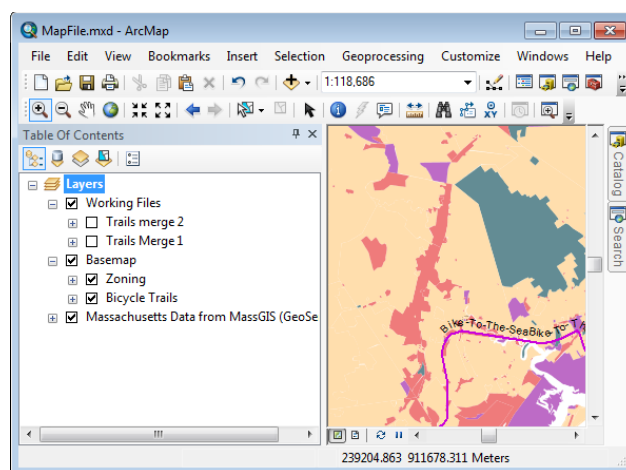 MapFile.mxd - ArcMap
File Edit View Bookmarks Insert Selection Geoprocessing Customize Windows Help
1:118,686
XY
Table Of Contents
Layers
Working Files
Trails merge 2
Trails Merge 1
Basemap
Zoning
Bicycle Trails
Massachusetts Data from MassGIS (GeoSe
Bike-To-The-SeaBike-To-T
Catalog
Search
239204.863 911678.311 Meters